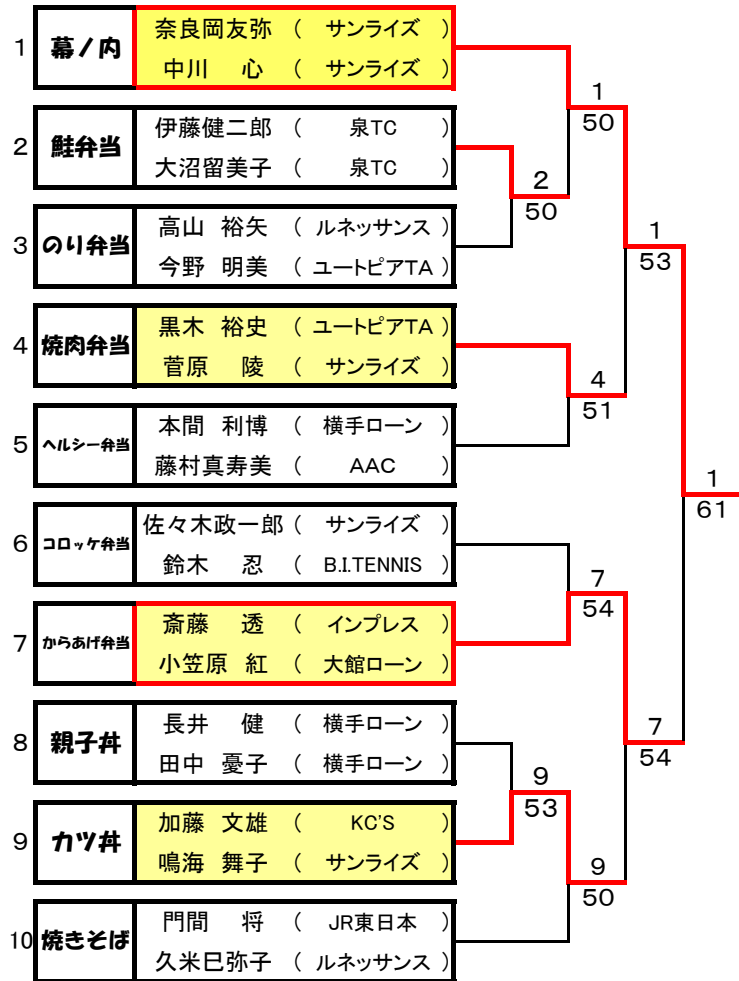 1 幕ノ内 奈良岡友弥 ( サンライズ )
中川 心 ( サンライズ )
1
50
2 鮭弁当 伊藤健二郎 ( 泉TC )
大沼留美子 ( 泉TC )
2
50
3 のり弁当 高山 裕矢 ( ルネッサンス )
今野 明美 ( ユートピアTA )
1
53
4 焼肉弁当 黒木 裕史 ( ユートピアTA )
菅原 陵 ( サンライズ )
4
51
5 ヘルシー弁当 本間 利博 ( 横手ローン )
藤村真寿美 ( AAC )
1
61
6 コロッケ弁当 佐々木政一郎 ( サンライズ )
鈴木 忍 ( B.I.TENNIS )
7
54
7 からあげ弁当 斎藤 透 ( インプレス )
小笠原 紅 ( 大館ローン )
8 親子丼 長井 健 ( 横手ローン )
田中 憂子 ( 横手ローン )
7
54
9
53
9 カツ丼 加藤 文雄 ( KC'S )
鳴海 舞子 ( サンライズ )
9
50
10 焼きそば 門間 将 ( JR東日本 )
久米巳弥子 ( ルネッサンス )